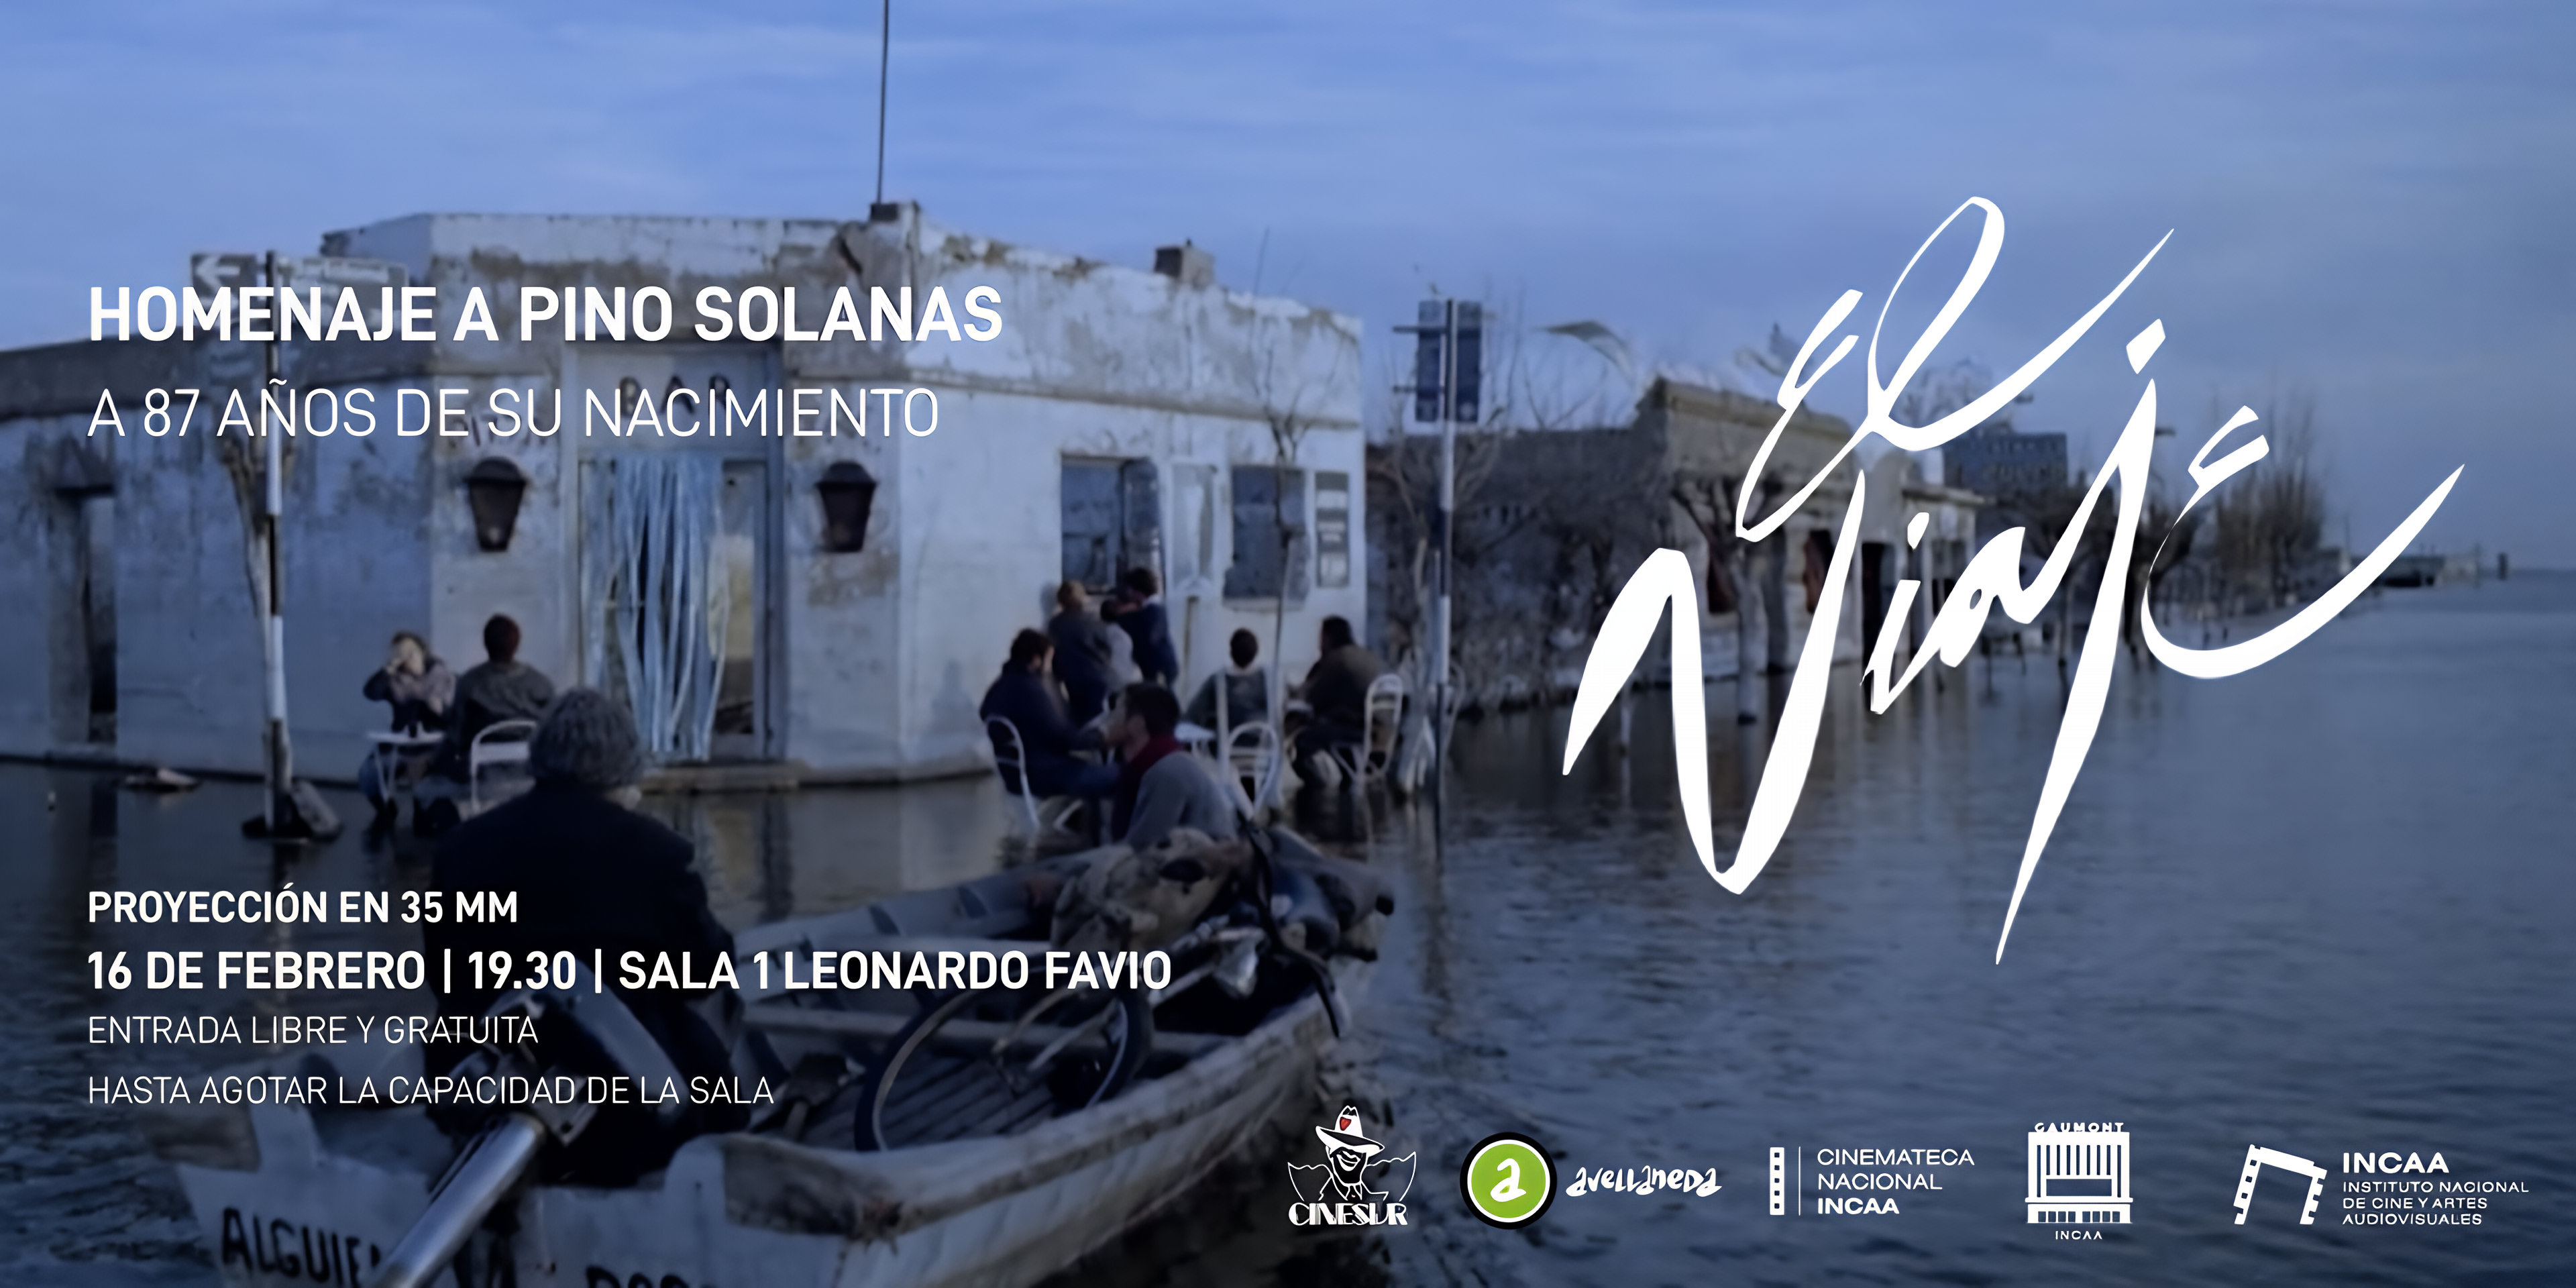 HOMENAJE A PINO SOLANAS
A 87 AÑOS DE SU NACIMIENTO
BAR
El
Viaje
PROYECCIÓN EN 35 MM
16 DE FEBRERO | 19.30 | SALA 1 LEONARDO FAVIO
ENTRADA LIBRE Y GRATUITA
HASTA AGOTAR LA CAPACIDAD DE LA SALA
CINESUR
a avellaneda
CINEMATECA
NACIONAL
INCAA
GAUMONT
INCAA
INCAA
INSTITUTO NACIONAL
DE CINE Y ARTES
AUDIOVISUALES